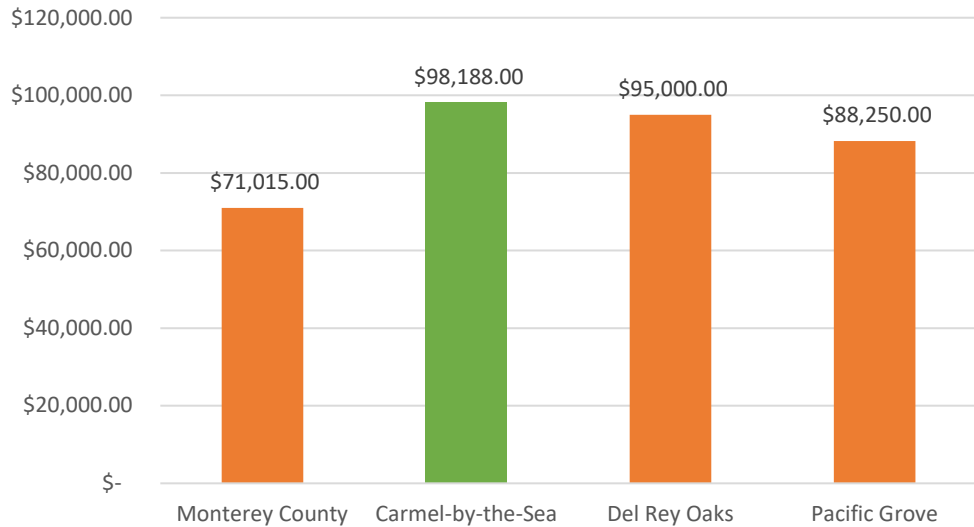 $120,000.00
$100,000.00
$80,000.00
$60,000.00
$40,000.00
$20,000.00
$-
$71,015.00
$98,188.00
$95,000.00
$88,250.00
Monterey County
Carmel-by-the-Sea
Del Rey Oaks
Pacific Grove